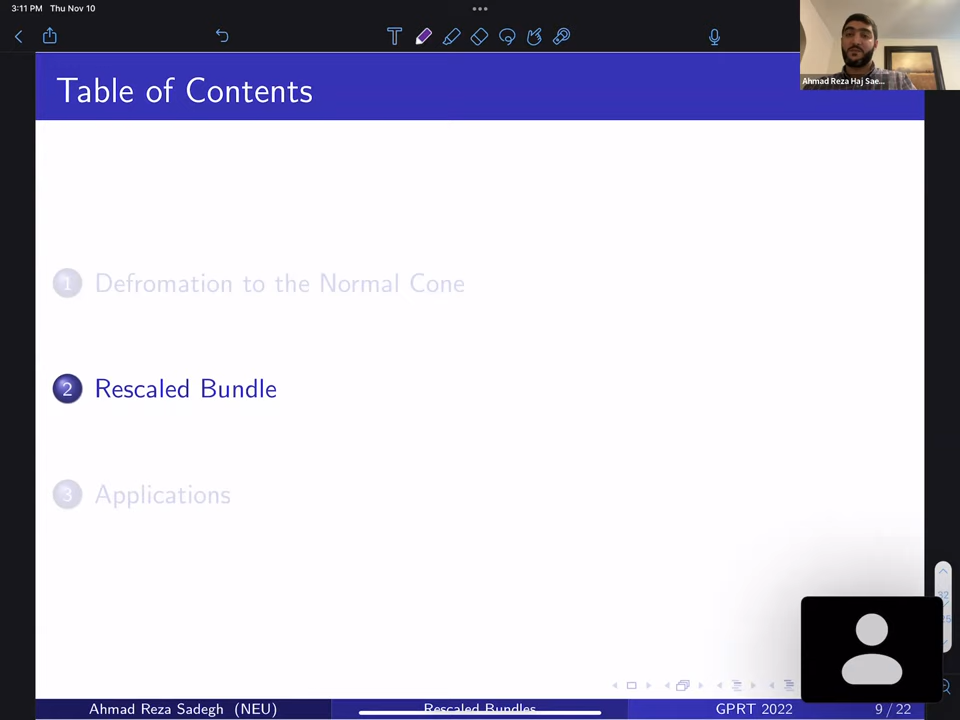 3:11 PM Thu Nov 10
Ahmad Reza Haj Sae...
Table of Contents
1 Defromation to the Normal Cone
2 Rescaled Bundle
3 Applications
32
Ahmad Reza Sadegh (NEU) Rescaled Bundles GPRT 2022 9 / 22